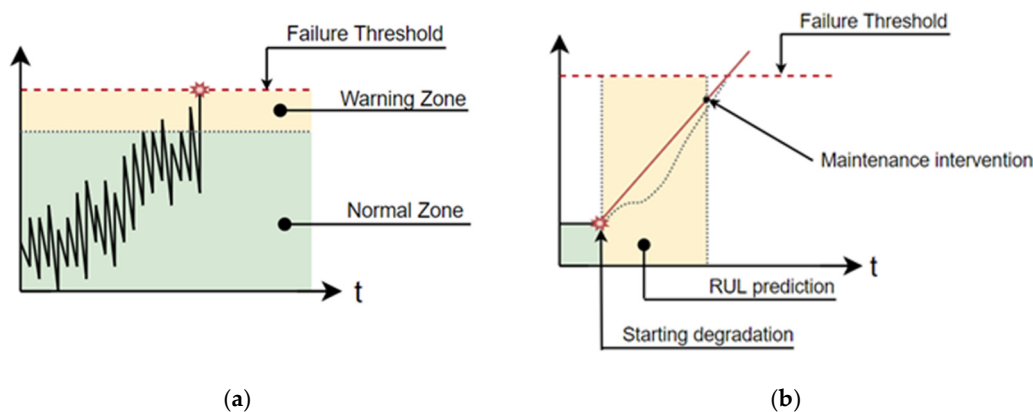 Failure Threshold
Warning Zone
Normal Zone
t
(a)
Failure Threshold
Maintenance intervention
t
RUL prediction
Starting degradation
(b)